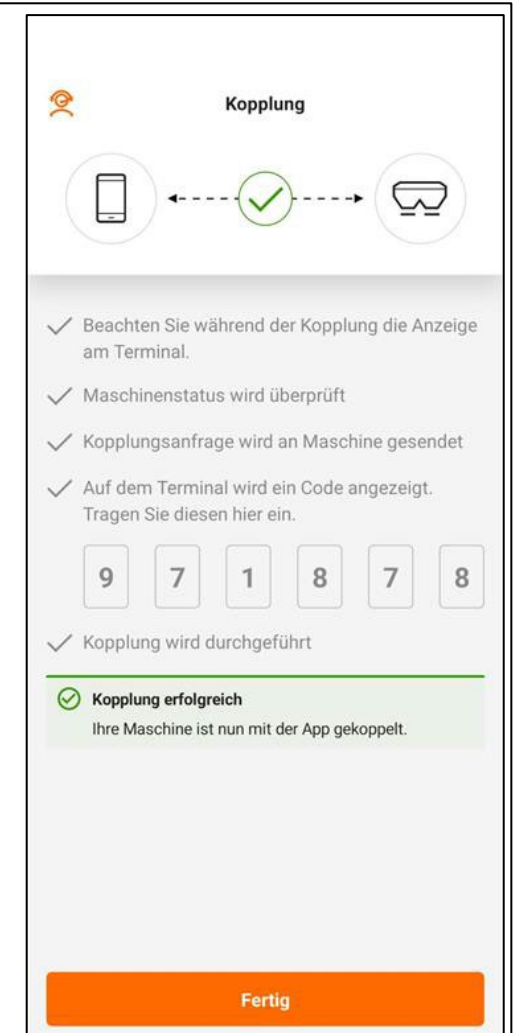 Kopplung
Beachten Sie während der Kopplung die Anzeige
am Terminal.
Maschinenstatus wird überprüft
Kopplungsanfrage wird an Maschine gesendet
Auf dem Terminal wird ein Code angezeigt.
Tragen Sie diesen hier ein.
9 7 1 8 7 8
Kopplung wird durchgeführt
Kopplung erfolgreich
Ihre Maschine ist nun mit der App gekoppelt.
Fertig